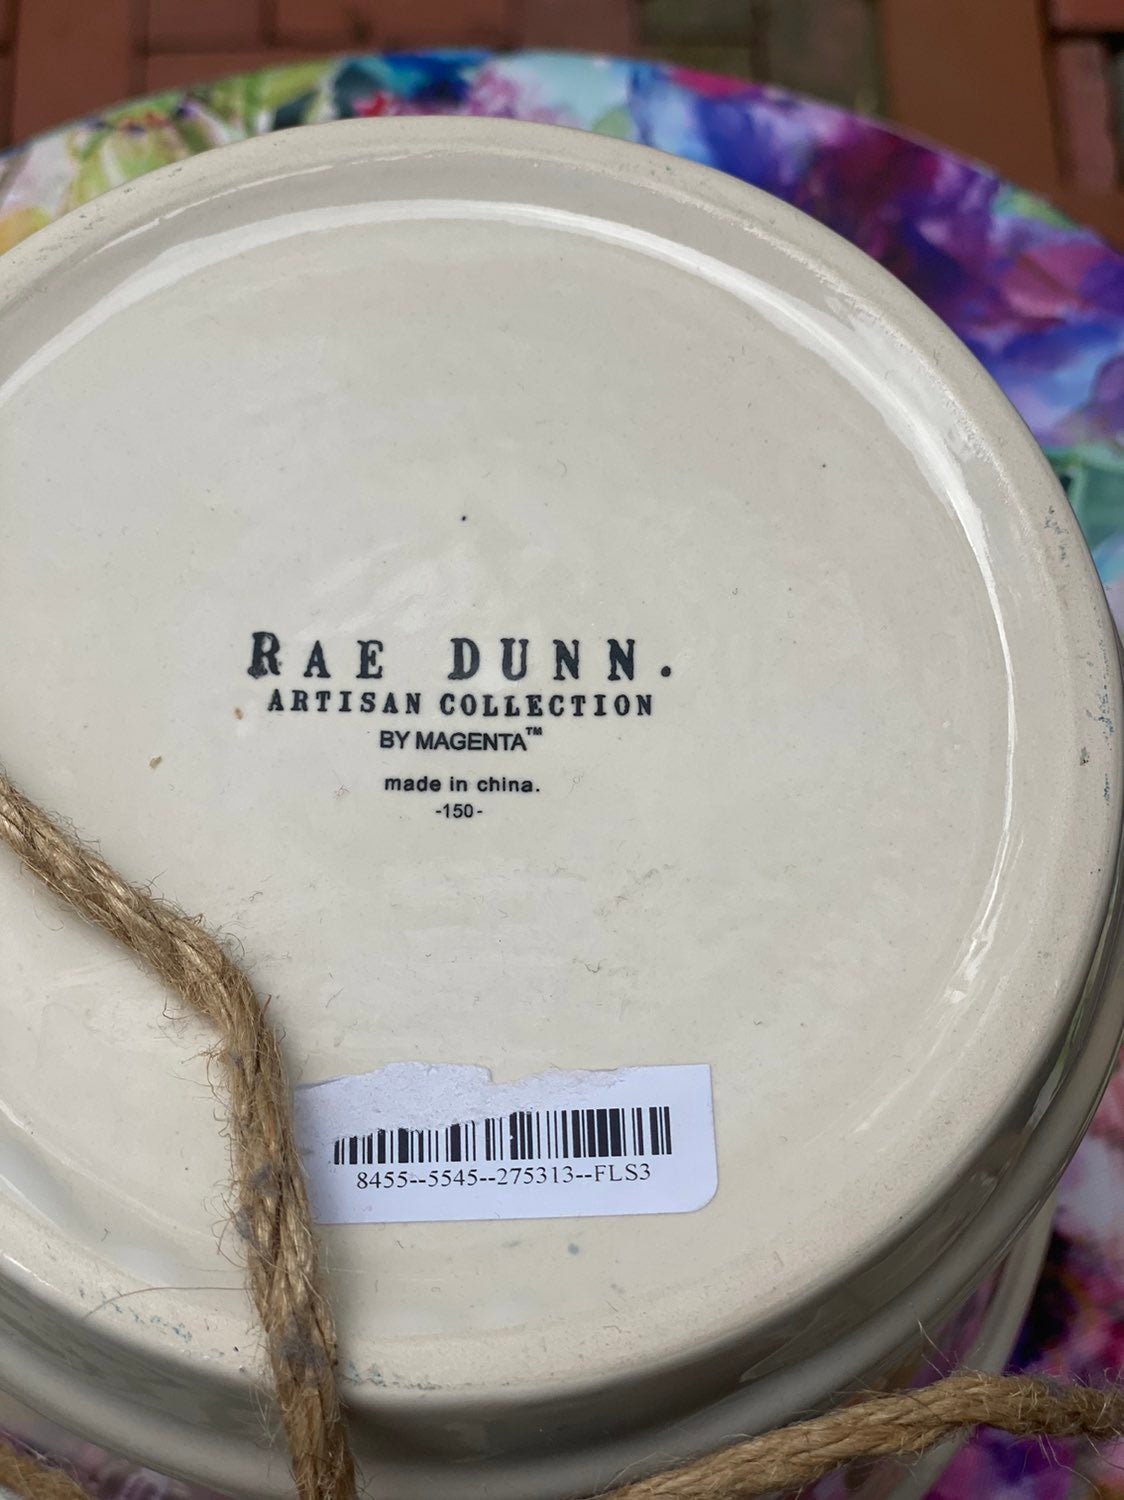 RAE DUNN.
ARTISAN COLLECTION
BY MAGENTA™
made in china.
-150-
8455--5545--275313--FLS3